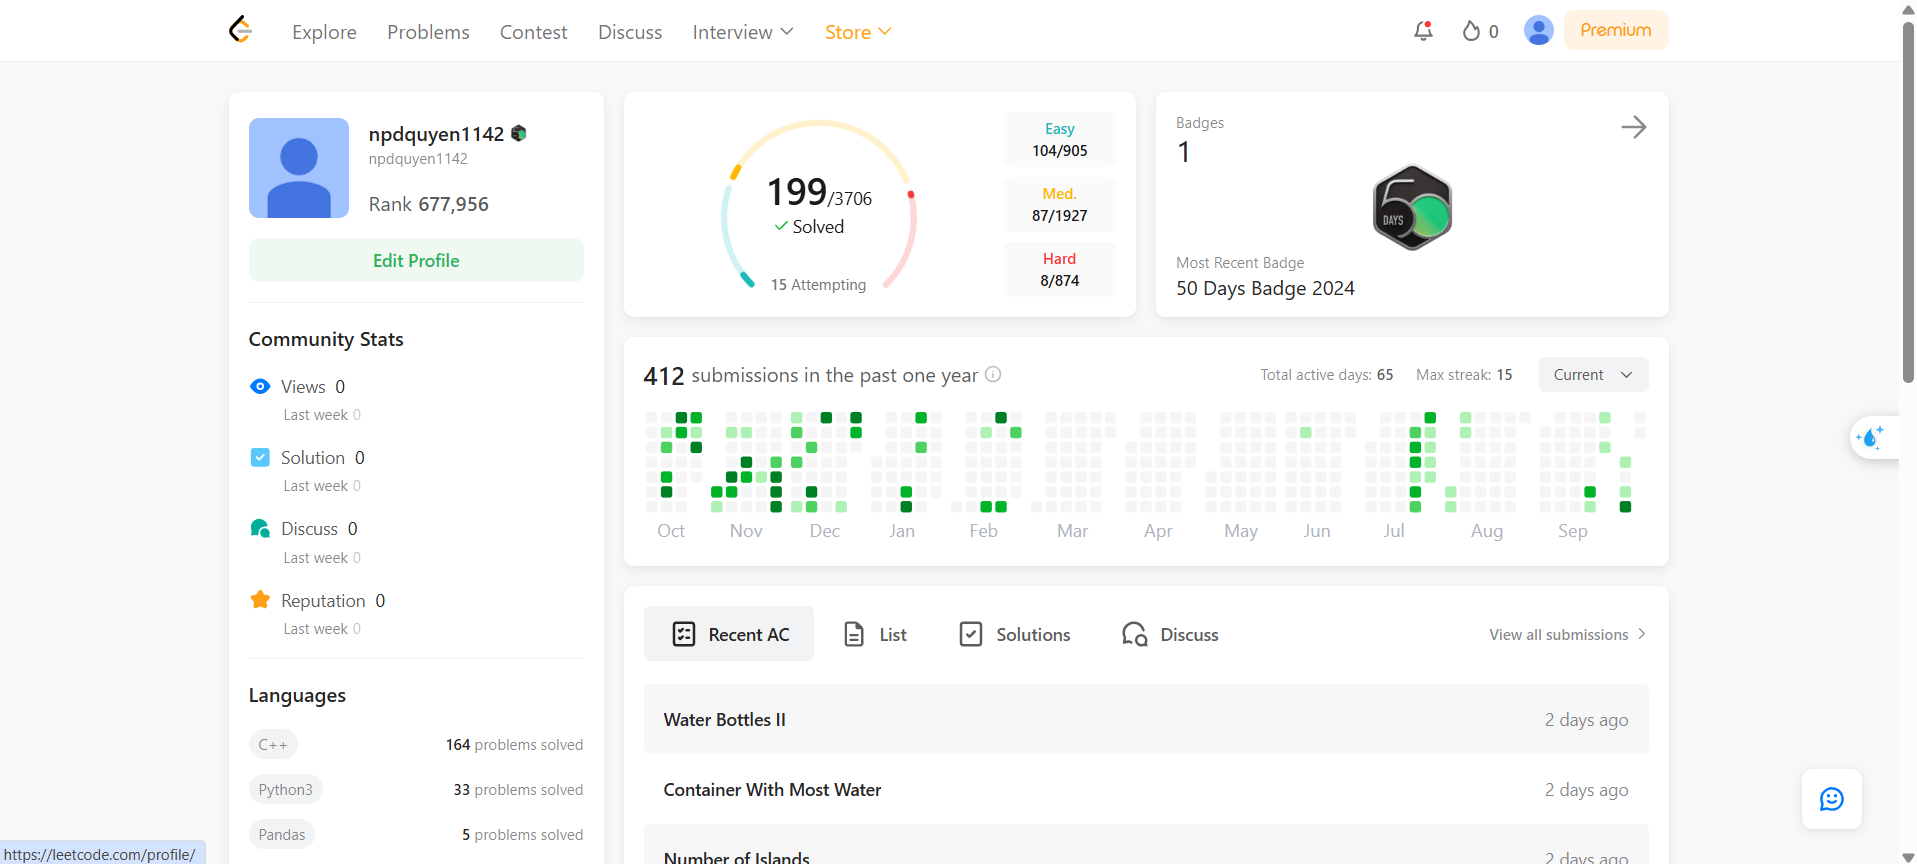 Explore Problems Contest Discuss Interview Store 0 Premium
npdquyen1142
npdquyen1142
Rank 677,956
Edit Profile
Community Stats
Views 0
Last week 0
Solution 0
Last week 0
Discuss 0
Last week 0
Reputation 0
Last week 0
Languages
C++ 164 problems solved
Python3 33 problems solved
Pandas 5 problems solved
199/3706
Solved
15 Attempting
Easy
104/905
Med.
87/1927
Hard
8/874
Badges
1
50
DAYS
Most Recent Badge
50 Days Badge 2024
412 submissions in the past one year Total active days: 65 Max streak: 15 Current
Oct Nov Dec Jan Feb Mar Apr May Jun Jul Aug Sep
Recent AC List Solutions Discuss View all submissions
Water Bottles II 2 days ago
Container With Most Water 2 days ago
Number of Islands 2 days ago
https://leetcode.com/profile/